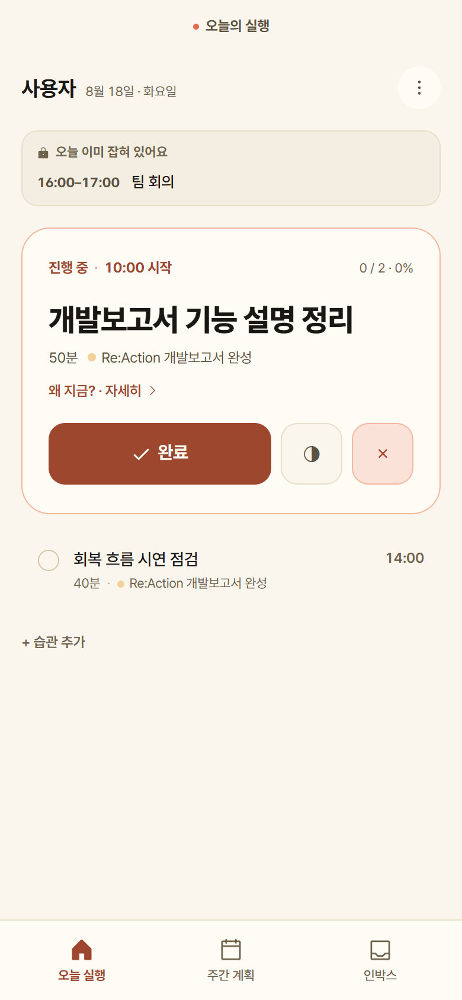 오늘의 실행
사용자 8월 18일 · 화요일
오늘 이미 잡혀 있어요
16:00–17:00 팀 회의
진행 중 · 10:00 시작 0 / 2 · 0%
개발보고서 기능 설명 정리
50분 Re:Action 개발보고서 완성
왜 지금? · 자세히
완료
회복 흐름 시연 점검 14:00
40분 · Re:Action 개발보고서 완성
+ 습관 추가
오늘 실행 주간 계획 인박스